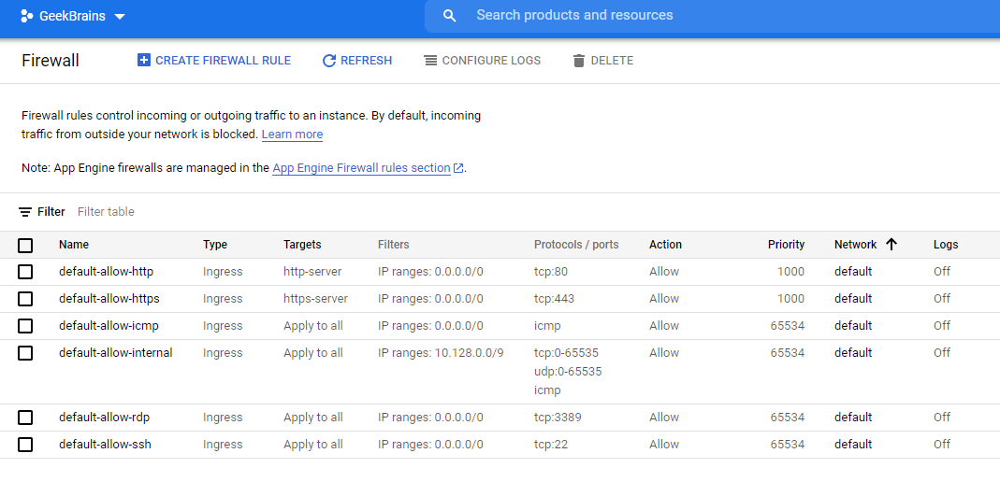 GeekBrains
Search products and resources
Firewall
CREATE FIREWALL RULE
REFRESH
CONFIGURE LOGS
DELETE
Firewall rules control incoming or outgoing traffic to an instance. By default, incoming
traffic from outside your network is blocked. Learn more
Note: App Engine firewalls are managed in the App Engine Firewall rules section.
Filter Filter table
Name Type Targets Filters Protocols / ports Action Priority Network Logs
default-allow-http Ingress http-server IP ranges: 0.0.0.0/0 tcp:80 Allow 1000 default Off
default-allow-https Ingress https-server IP ranges: 0.0.0.0/0 tcp:443 Allow 1000 default Off
default-allow-icmp Ingress Apply to all IP ranges: 0.0.0.0/0 icmp Allow 65534 default Off
default-allow-internal Ingress Apply to all IP ranges: 10.128.0.0/9 tcp:0-65535 Allow 65534 default Off
udp:0-65535
icmp
default-allow-rdp Ingress Apply to all IP ranges: 0.0.0.0/0 tcp:3389 Allow 65534 default Off
default-allow-ssh Ingress Apply to all IP ranges: 0.0.0.0/0 tcp:22 Allow 65534 default Off